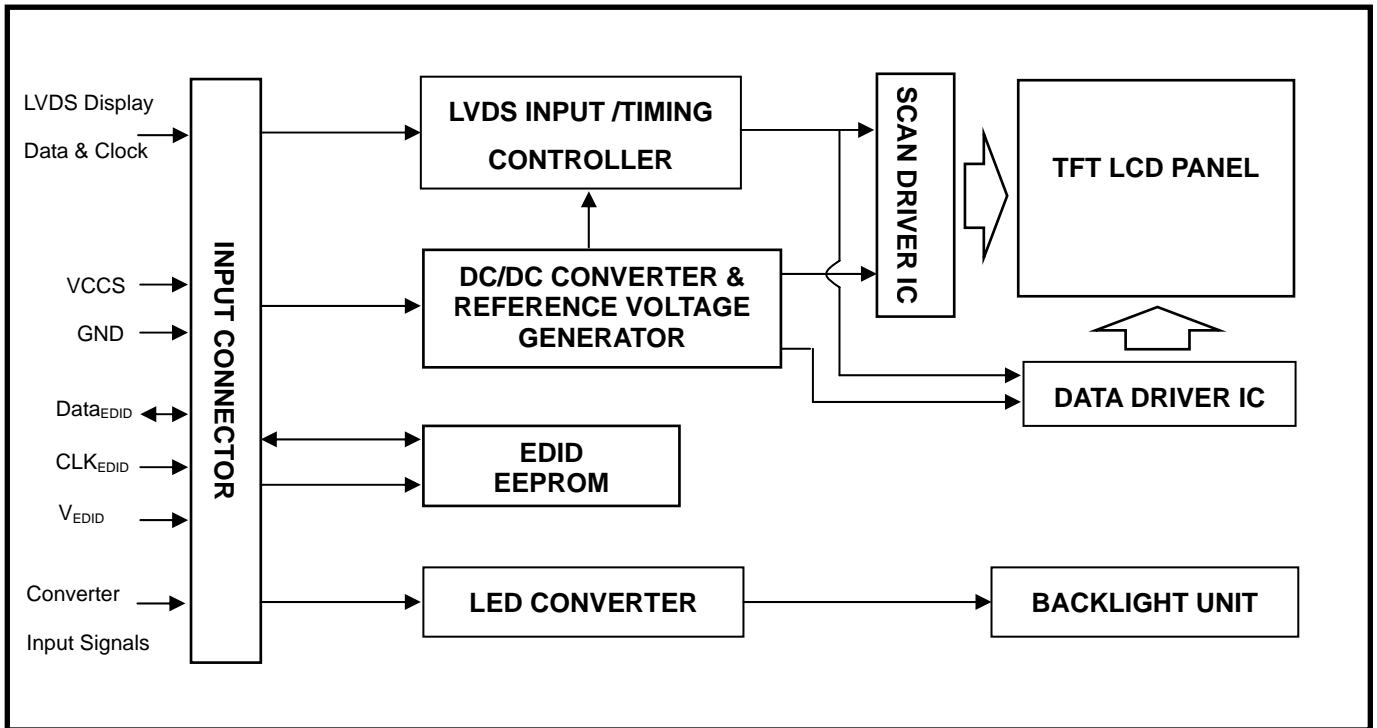 LVDS Display
Data & Clock
VCCS
GND
DataEDID
CLKEDID
VEDID
Converter
Input Signals
INPUT CONNECTOR
LVDS INPUT /TIMING
CONTROLLER
DC/DC CONVERTER &
REFERENCE VOLTAGE
GENERATOR
EDID
EEPROM
LED CONVERTER
SCAN DRIVER IC
TFT LCD PANEL
DATA DRIVER IC
BACKLIGHT UNIT